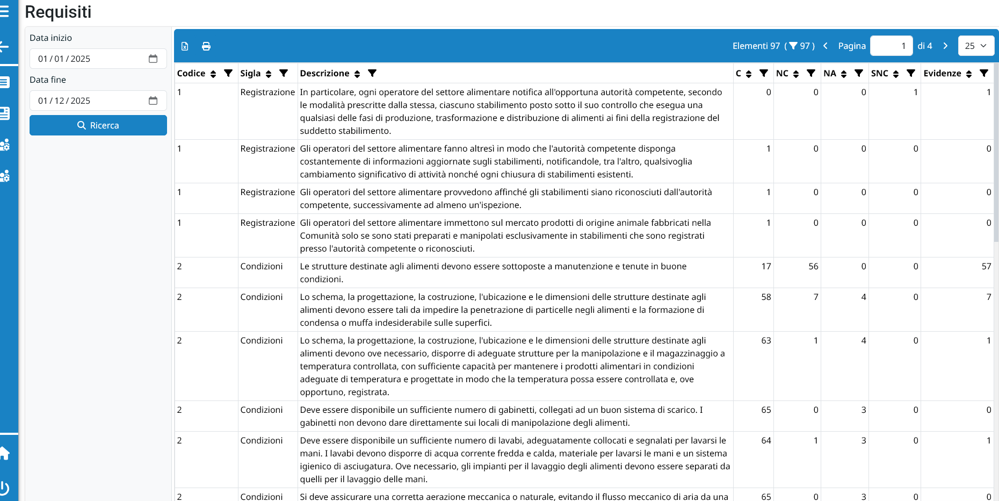 Requisiti
Data inizio
01 / 01 / 2025
Data fine
01 / 12 / 2025
Ricerca
Elementi 97 ( 97 ) Pagina 1 di 4 25
Codice Sigla Descrizione C NC NA SNC Evidenze
1 Registrazione In particolare, ogni operatore del settore alimentare notifica all'opportuna autorità competente, secondo 0 0 0 1 1
le modalità prescritte dalla stessa, ciascuno stabilimento posto sotto il suo controllo che esegua una
qualsiasi delle fasi di produzione, trasformazione e distribuzione di alimenti ai fini della registrazione del
suddetto stabilimento.
1 Registrazione Gli operatori del settore alimentare fanno altresì in modo che l'autorità competente disponga 1 0 0 0 0
costantemente di informazioni aggiornate sugli stabilimenti, notificandole, tra l'altro, qualsivoglia
cambiamento significativo di attività nonché ogni chiusura di stabilimenti esistenti.
1 Registrazione Gli operatori del settore alimentare provvedono affinché gli stabilimenti siano riconosciuti dall'autorità 1 0 0 0 0
competente, successivamente ad almeno un'ispezione.
1 Registrazione Gli operatori del settore alimentare immettono sul mercato prodotti di origine animale fabbricati nella 1 0 0 0 0
Comunità solo se sono stati preparati e manipolati esclusivamente in stabilimenti che sono registrati
presso l'autorità competente o riconosciuti.
2 Condizioni Le strutture destinate agli alimenti devono essere sottoposte a manutenzione e tenute in buone 17 56 0 0 57
condizioni.
2 Condizioni Lo schema, la progettazione, la costruzione, l'ubicazione e le dimensioni delle strutture destinate agli 58 7 4 0 7
alimenti devono essere tali da impedire la penetrazione di particelle negli alimenti e la formazione di
condensa o muffa indesiderabile sulle superfici.
2 Condizioni Lo schema, la progettazione, la costruzione, l'ubicazione e le dimensioni delle strutture destinate agli 63 1 4 0 1
alimenti devono ove necessario, disporre di adeguate strutture per la manipolazione e il magazzinaggio a
temperatura controllata, con sufficiente capacità per mantenere i prodotti alimentari in condizioni
adeguate di temperatura e progettate in modo che la temperatura possa essere controllata e, ove
opportuno, registrata.
2 Condizioni Deve essere disponibile un sufficiente numero di gabinetti, collegati ad un buon sistema di scarico. I 65 0 3 0 0
gabinetti non devono dare direttamente sui locali di manipolazione degli alimenti.
2 Condizioni Deve essere disponibile un sufficiente numero di lavabi, adeguatamente collocati e segnalati per lavarsi le 64 1 3 0 1
mani. I lavabi devono disporre di acqua corrente fredda e calda, materiale per lavarsi le mani e un sistema
igienico di asciugatura. Ove necessario, gli impianti per il lavaggio degli alimenti devono essere separati da
quelli per il lavaggio delle mani.
2 Condizioni Si deve assicurare una corretta aerazione meccanica o naturale, evitando il flusso meccanico di aria da una 65 0 3 0 0